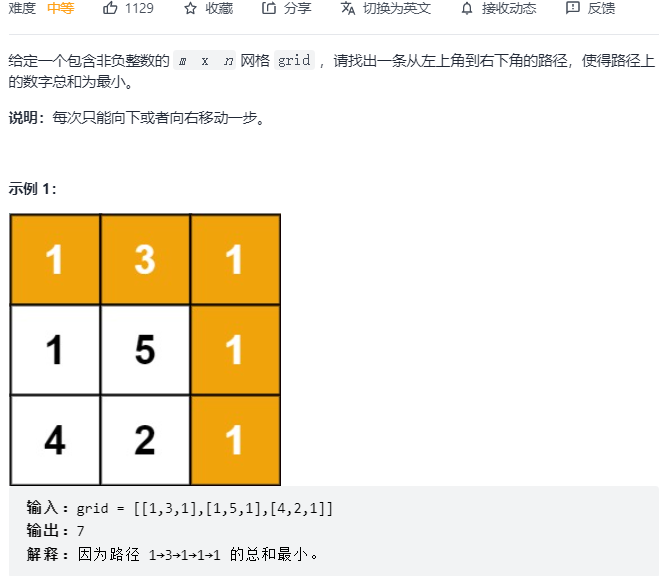 难度 中等 1129 收藏 分享 切换为英文 接收动态 反馈
给定一个包含非负整数的 m x n 网格 grid ，请找出一条从左上角到右下角的路径，使得路径上
的数字总和为最小。
说明：每次只能向下或者向右移动一步。
示例 1：
1 3 1
1 5 1
4 2 1
输入：grid = [[1,3,1],[1,5,1],[4,2,1]]
输出：7
解释：因为路径 1→3→1→1→1 的总和最小。